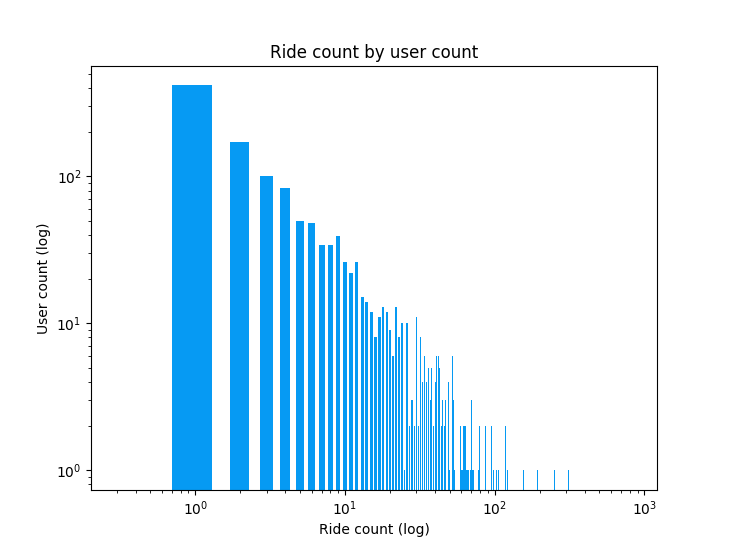 Ride count by user count
User count (log)
10²
10¹
10⁰
10⁰ 10¹ 10² 10³
Ride count (log)